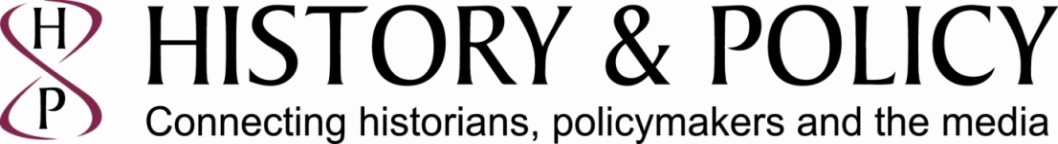 H
P
HISTORY & POLICY
Connecting historians, policymakers and the media